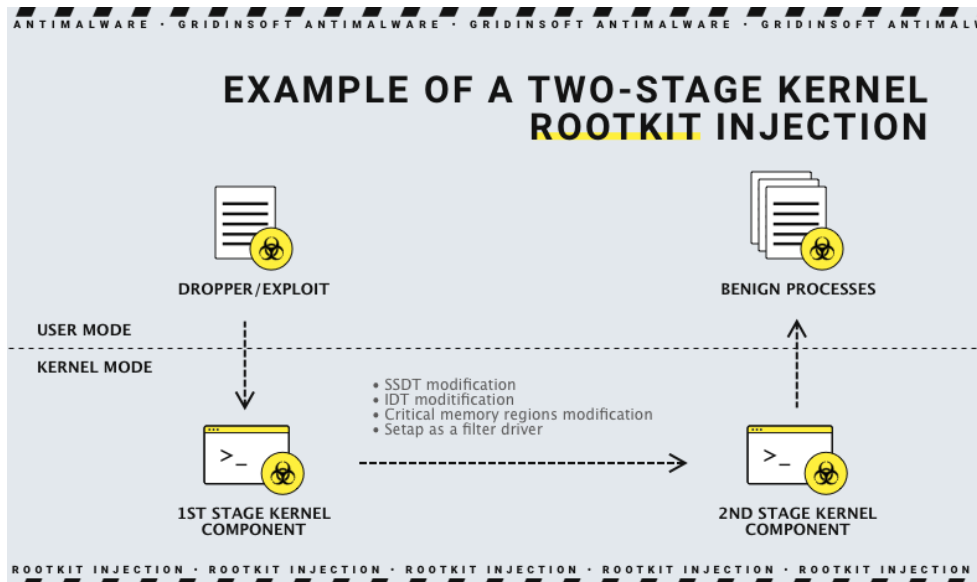 ANTIMALWARE · GRIDINSOFT ANTIMALWARE · GRIDINSOFT ANTIMALWARE · GRIDINSOFT ANTIMALW
EXAMPLE OF A TWO-STAGE KERNEL
ROOTKIT INJECTION
DROPPER/EXPLOIT
BENIGN PROCESSES
USER MODE
KERNEL MODE
• SSDT modification
• IDT moditification
• Critical memory regions modification
• Setap as a filter driver
>_
>_
1ST STAGE KERNEL
COMPONENT
2ND STAGE KERNEL
COMPONENT
ROOTKIT INJECTION · ROOTKIT INJECTION · ROOTKIT INJECTION · ROOTKIT INJECTION · ROOTKIT INJECTION